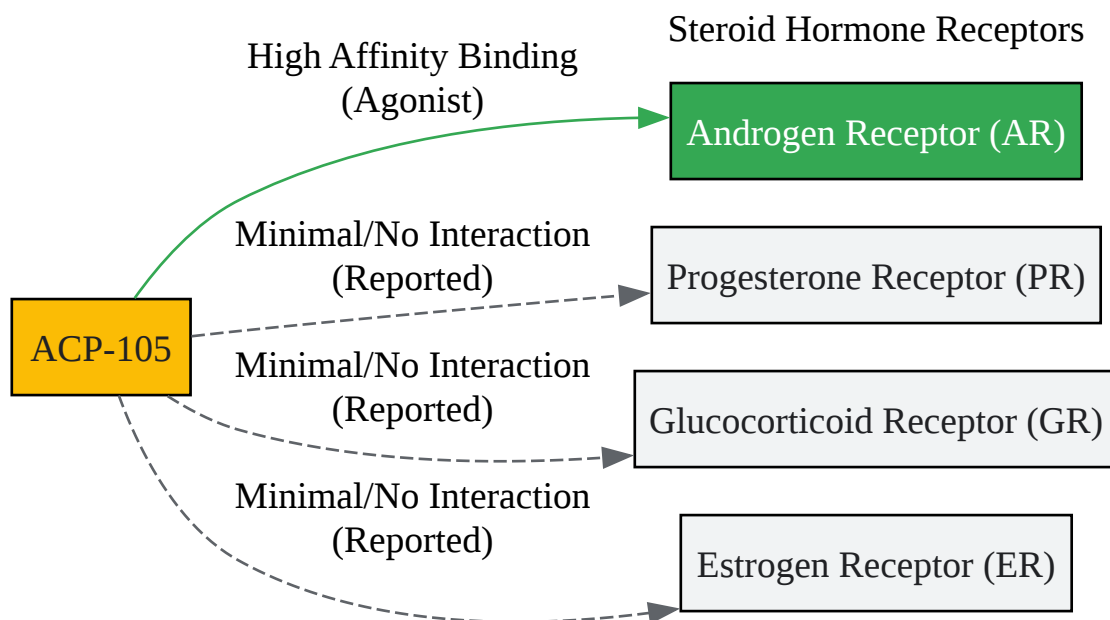 Steroid Hormone Receptors
High Affinity Binding
(Agonist)
Androgen Receptor (AR)
Minimal/No Interaction
(Reported)
Progesterone Receptor (PR)
ACP-105
Minimal/No Interaction
(Reported)
Glucocorticoid Receptor (GR)
Minimal/No Interaction
(Reported)
Estrogen Receptor (ER)